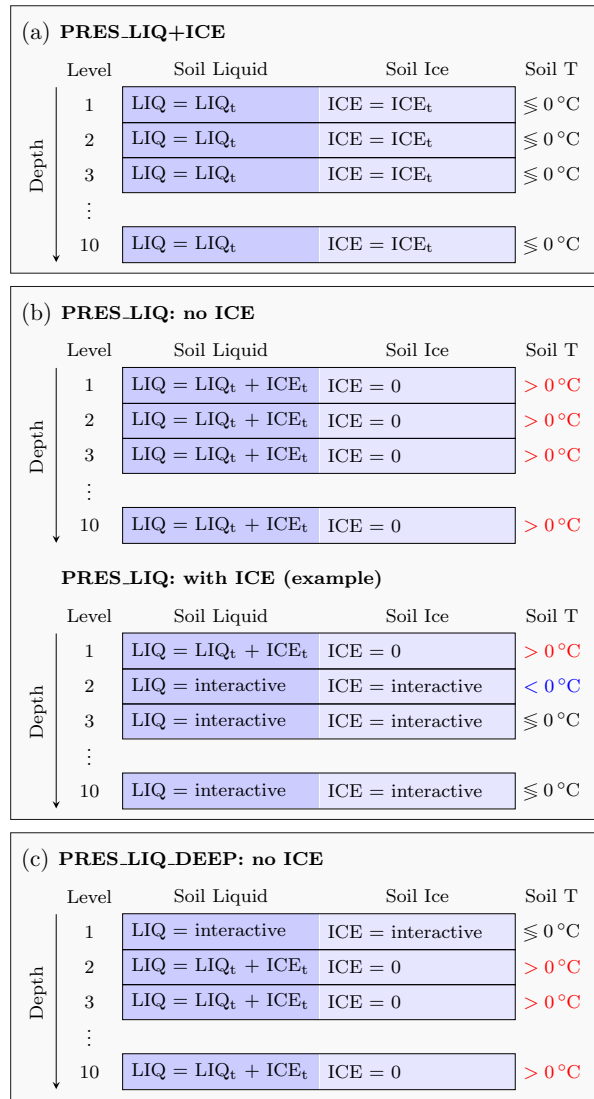 (a) PRES_LIQ+ICE
Level Soil Liquid Soil Ice Soil T
Depth
1 LIQ = LIQt ICE = ICEt ≶ 0 °C
2 LIQ = LIQt ICE = ICEt ≶ 0 °C
3 LIQ = LIQt ICE = ICEt ≶ 0 °C
⋮
10 LIQ = LIQt ICE = ICEt ≶ 0 °C
(b) PRES_LIQ: no ICE
Level Soil Liquid Soil Ice Soil T
Depth
1 LIQ = LIQt + ICEt ICE = 0 > 0 °C
2 LIQ = LIQt + ICEt ICE = 0 > 0 °C
3 LIQ = LIQt + ICEt ICE = 0 > 0 °C
⋮
10 LIQ = LIQt + ICEt ICE = 0 > 0 °C
PRES_LIQ: with ICE (example)
Level Soil Liquid Soil Ice Soil T
Depth
1 LIQ = LIQt + ICEt ICE = 0 > 0 °C
2 LIQ = interactive ICE = interactive < 0 °C
3 LIQ = interactive ICE = interactive ≶ 0 °C
⋮
10 LIQ = interactive ICE = interactive ≶ 0 °C
(c) PRES_LIQ_DEEP: no ICE
Level Soil Liquid Soil Ice Soil T
Depth
1 LIQ = interactive ICE = interactive ≶ 0 °C
2 LIQ = LIQt + ICEt ICE = 0 > 0 °C
3 LIQ = LIQt + ICEt ICE = 0 > 0 °C
⋮
10 LIQ = LIQt + ICEt ICE = 0 > 0 °C